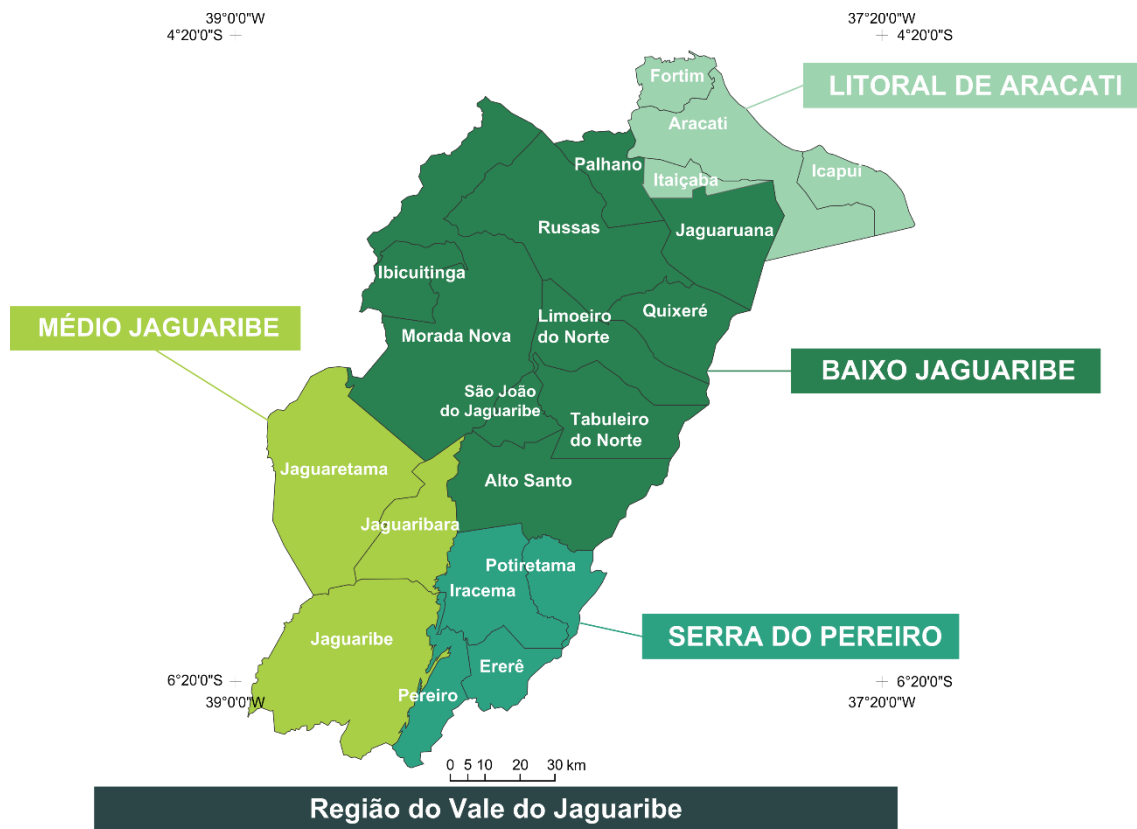 39°0'0"W
4°20'0"S
37°20'0"W
4°20'0"S
Fortim
LITORAL DE ARACATI
Aracati
Palhano
Itaiçaba
Icapuí
Russas
Jaguaruana
Ibicuitinga
MÉDIO JAGUARIBE
Morada Nova
Limoeiro
do Norte
Quixeré
BAIXO JAGUARIBE
São João
do Jaguaribe
Tabuleiro
do Norte
Jaguaretama
Alto Santo
Jaguaribara
Potiretama
Iracema
Jaguaribe
SERRA DO PEREIRO
Ererê
Pereiro
6°20'0"S
39°0'0"W
6°20'0"S
37°20'0"W
0 5 10 20 30 km
Região do Vale do Jaguaribe